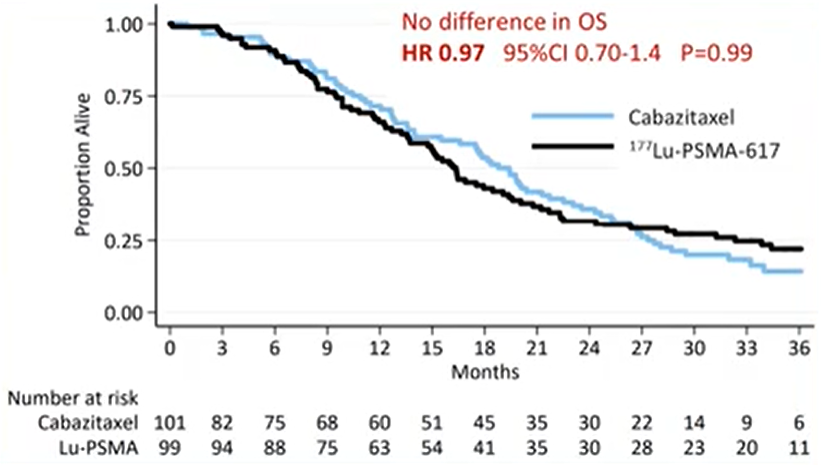 No difference in OS
HR 0.97 95%CI 0.70-1.4 P=0.99
Cabazitaxel
¹⁷⁷Lu-PSMA-617
Proportion Alive
1.00
0.75
0.50
0.25
0.00
0 3 6 9 12 15 18 21 24 27 30 33 36
Months
Number at risk
Cabazitaxel 101 82 75 68 60 51 45 35 30 22 14 9 6
Lu-PSMA 99 94 88 75 63 54 41 35 30 28 23 20 11